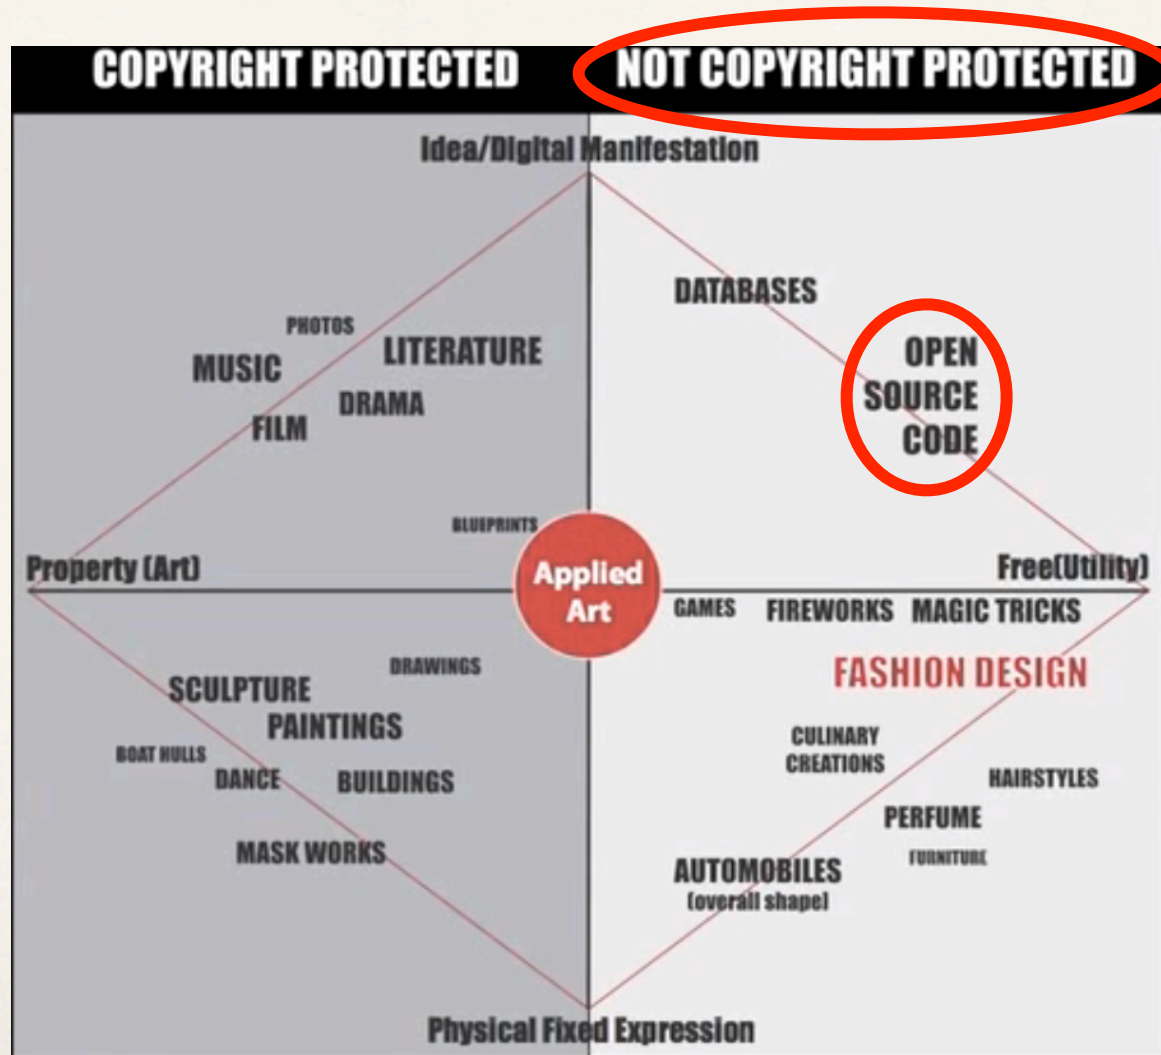 COPYRIGHT PROTECTED
NOT COPYRIGHT PROTECTED
Idea/Digital Manifestation
DATABASES
PHOTOS
MUSIC
LITERATURE
DRAMA
FILM
OPEN
SOURCE
CODE
BLUEPRINTS
Property (Art)
Applied
Art
Free(Utility)
GAMES
FIREWORKS
MAGIC TRICKS
DRAWINGS
SCULPTURE
PAINTINGS
BOAT HULLS
DANCE
BUILDINGS
MASK WORKS
FASHION DESIGN
CULINARY
CREATIONS
HAIRSTYLES
PERFUME
FURNITURE
AUTOMOBILES
(overall shape)
Physical Fixed Expression